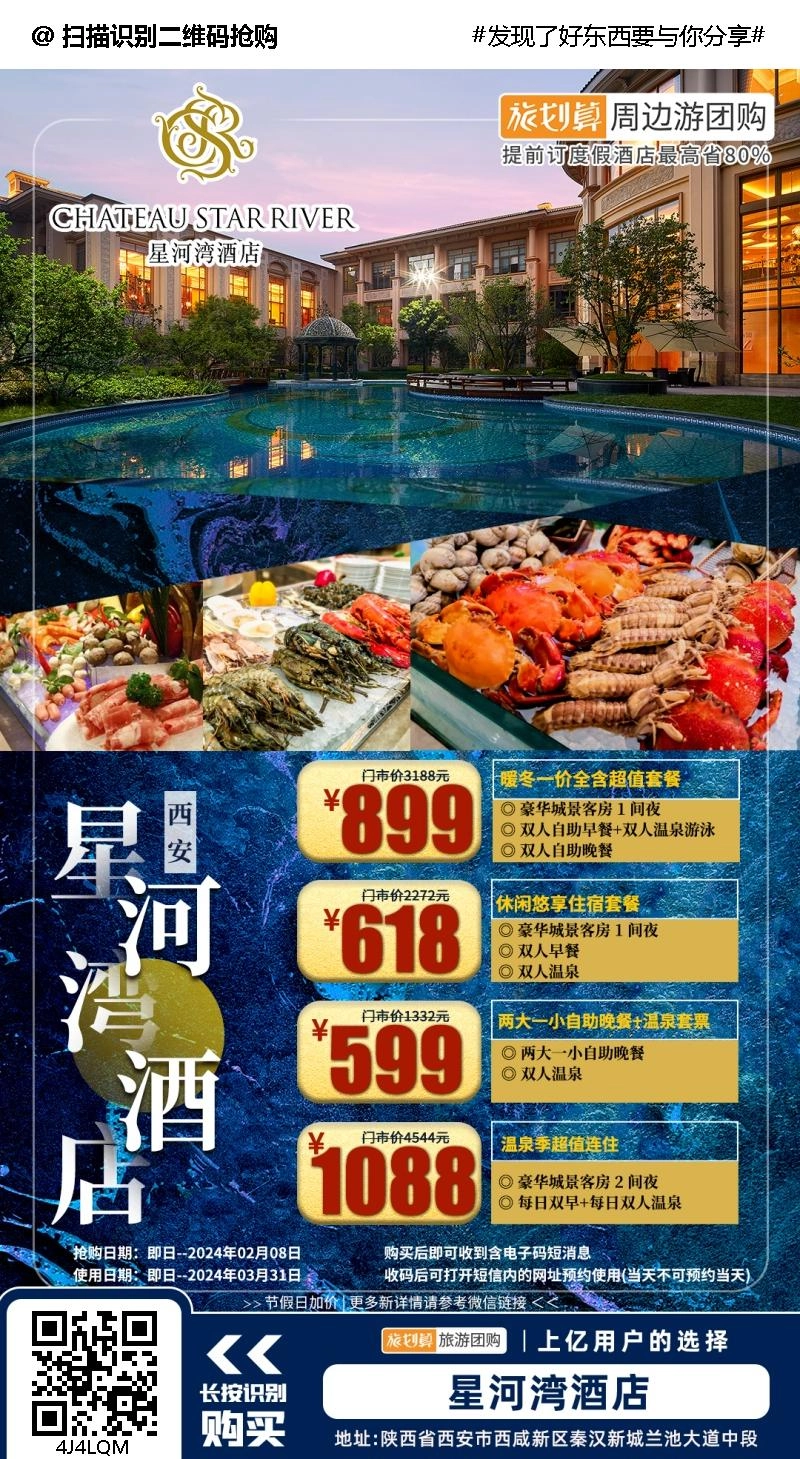 @ 扫描识别二维码抢购
#发现了好东西要与你分享#
旅划算 周边游团购
提前订度假酒店最高省80%
CHATEAU STAR RIVER
星河湾酒店
西安
星河湾酒店
门市价3188元
¥899
暖冬一价全含超值套餐
◎ 豪华城景客房 1 间夜
◎ 双人自助早餐+双人温泉游泳
◎ 双人自助晚餐
门市价2272元
¥618
休闲悠享住宿套餐
◎ 豪华城景客房 1 间夜
◎ 双人早餐
◎ 双人温泉
门市价1332元
¥599
两大一小自助晚餐+温泉套票
◎ 两大一小自助晚餐
◎ 双人温泉
门市价4544元
¥1088
温泉季超值连住
◎ 豪华城景客房 2 间夜
◎ 每日双早+每日双人温泉
抢购日期：即日--2024年02月08日
使用日期：即日--2024年03月31日
购买后即可收到含电子码短消息
收码后可打开短信内的网址预约使用(当天不可预约当天)
>> 节假日加价 | 更多新详情请参考微信链接 <<
4J4LQM
长按识别
购买
旅划算 旅游团购 | 上亿用户的选择
星河湾酒店
地址:陕西省西安市西咸新区秦汉新城兰池大道中段